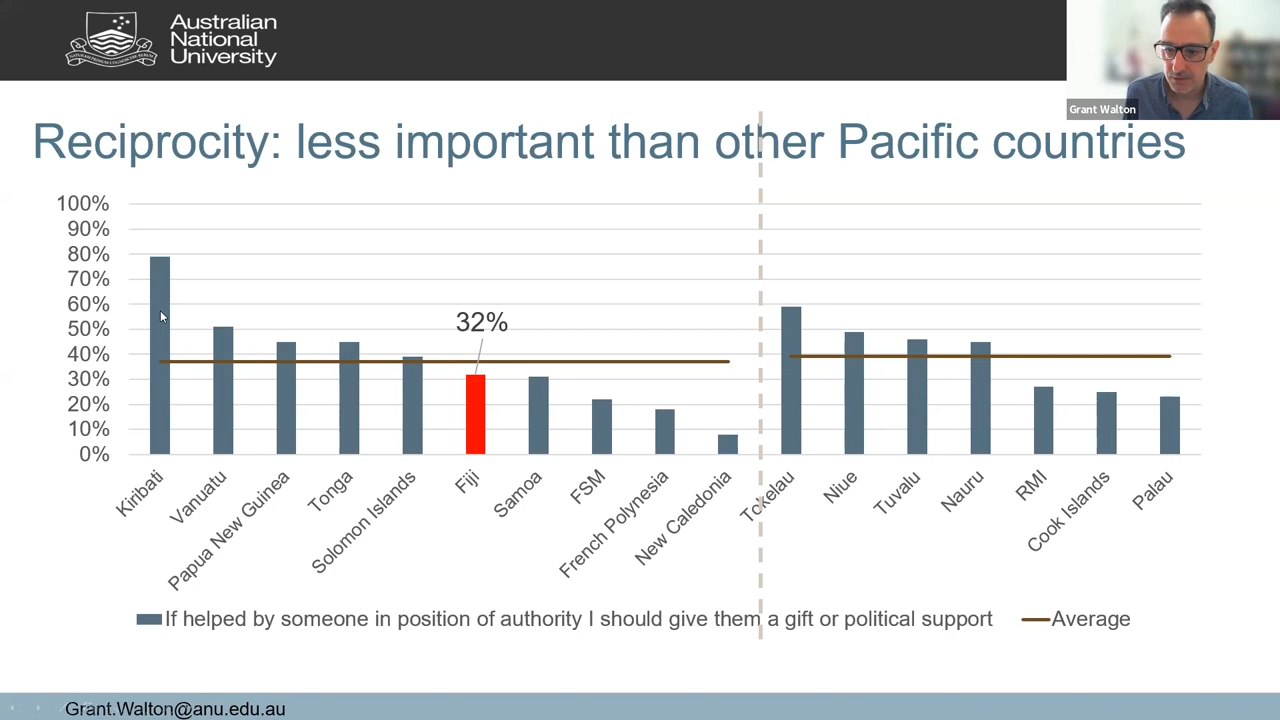 Australian
National
University
Grant Walton
Reciprocity: less important than other Pacific countries
100%
90%
80%
70%
60%
50%
40%
30%
20%
10%
0%
32%
Kiribati
Vanuatu
Papua New Guinea
Tonga
Solomon Islands
Fiji
Samoa
FSM
French Polynesia
New Caledonia
Tokelau
Niue
Tuvalu
Nauru
RMI
Cook Islands
Palau
If helped by someone in position of authority I should give them a gift or political support
Average
Grant.Walton@anu.edu.au